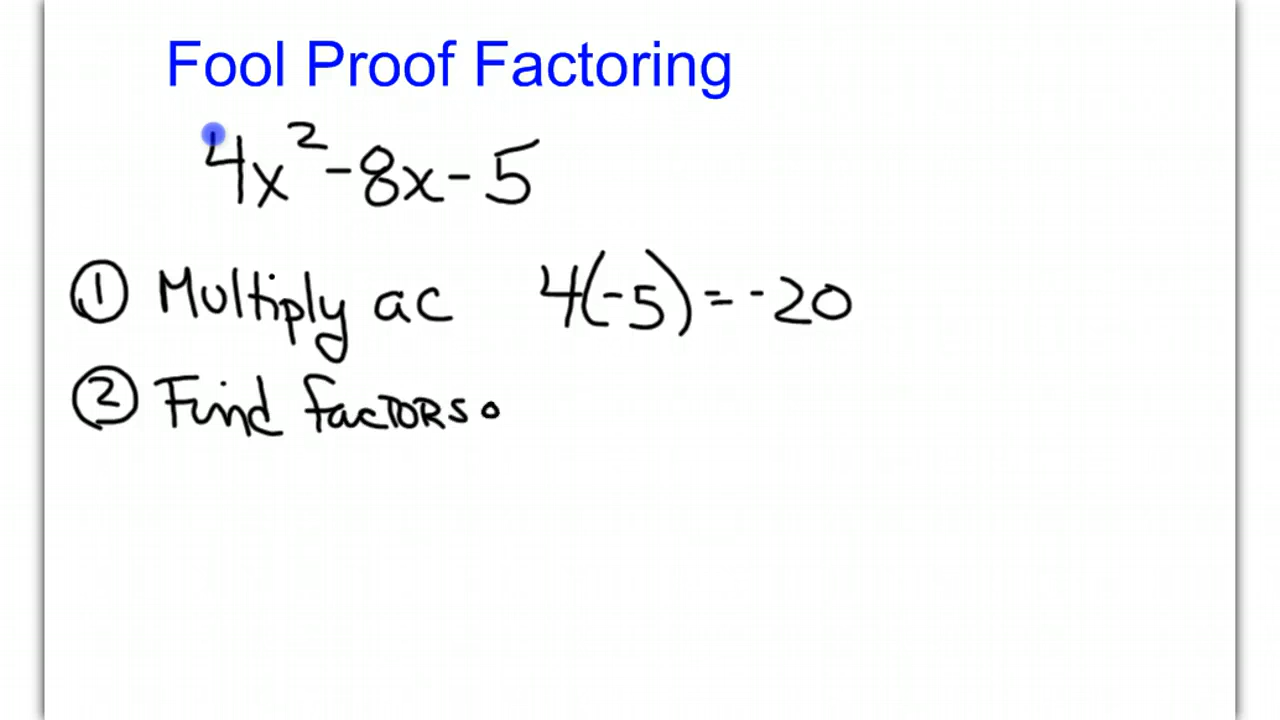 Fool Proof Factoring
4x² - 8x - 5
① Multiply ac 4(-5) = -20
② Find factors o